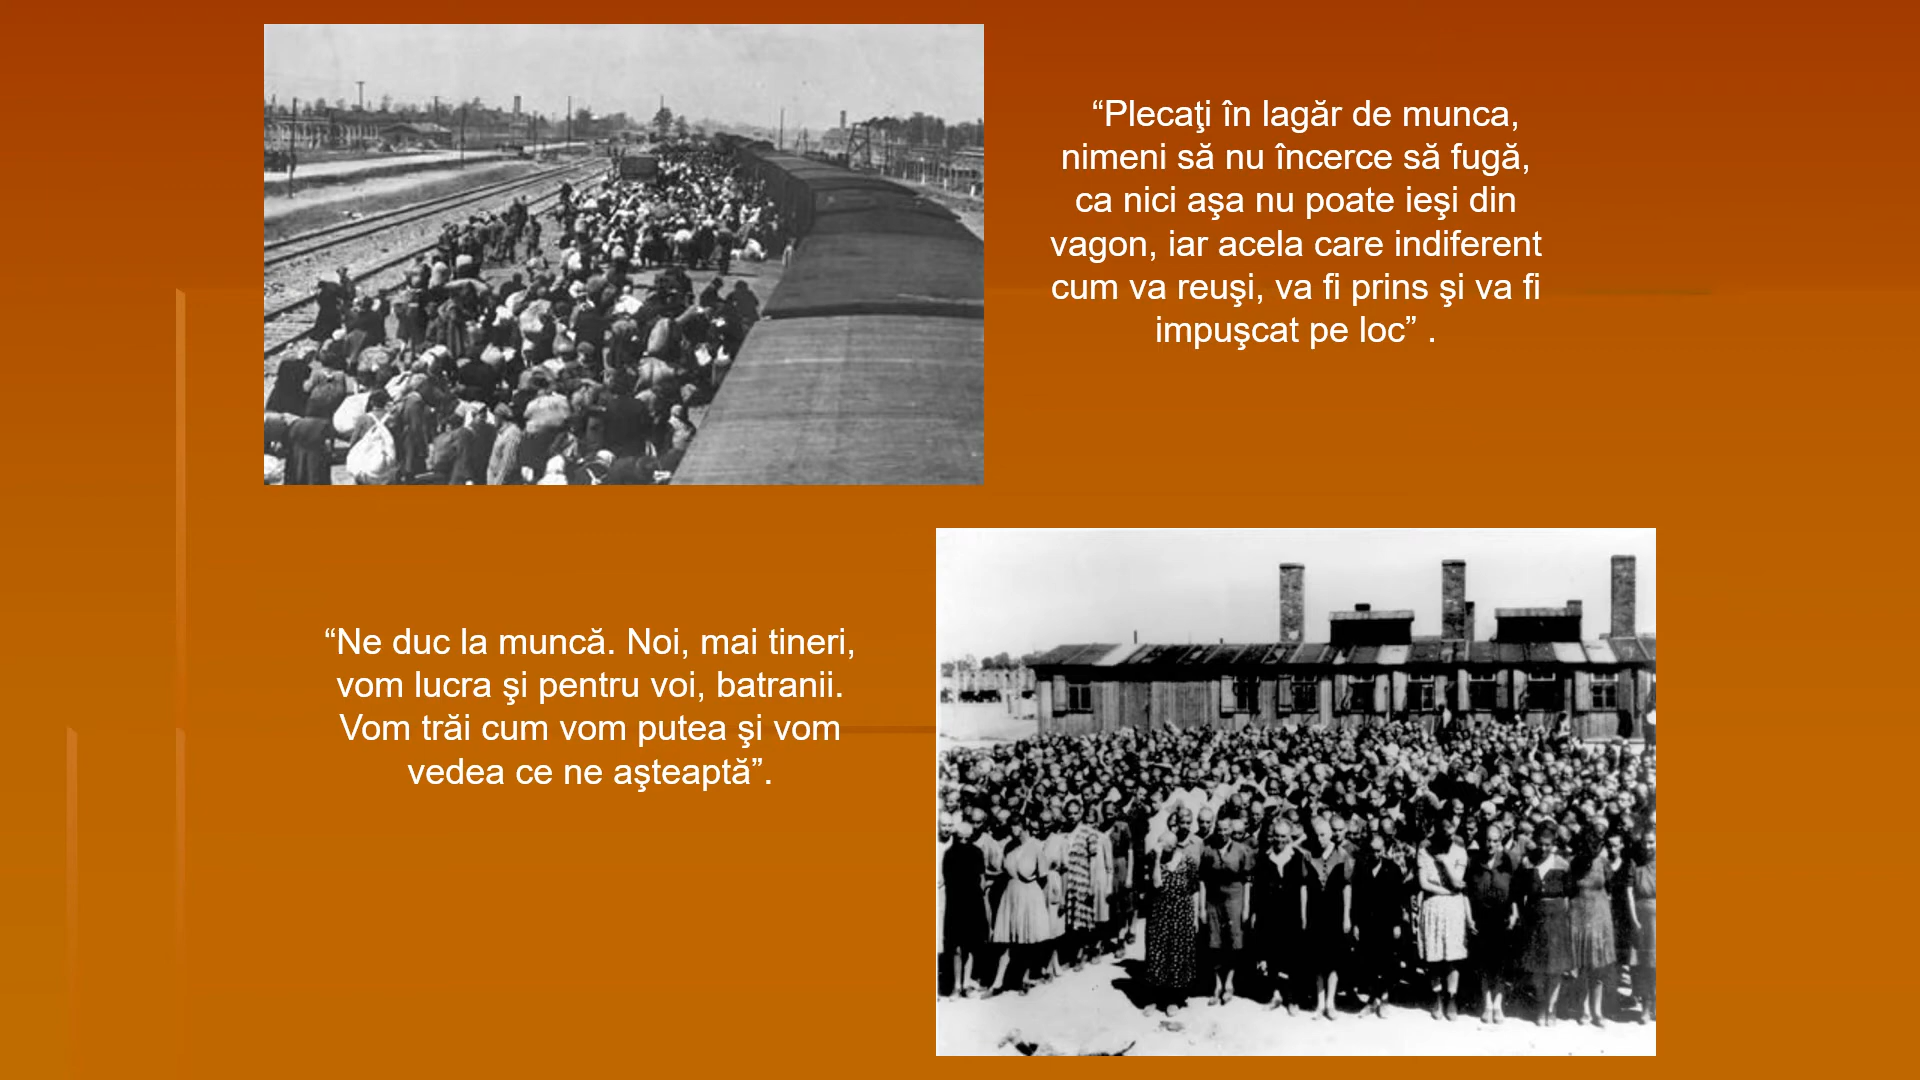 “Plecaţi în lagăr de munca,
nimeni să nu încerce să fugă,
ca nici aşa nu poate ieşi din
vagon, iar acela care indiferent
cum va reuşi, va fi prins şi va fi
impuşcat pe loc” .
“Ne duc la muncă. Noi, mai tineri,
vom lucra şi pentru voi, batranii.
Vom trăi cum vom putea şi vom
vedea ce ne aşteaptă”.